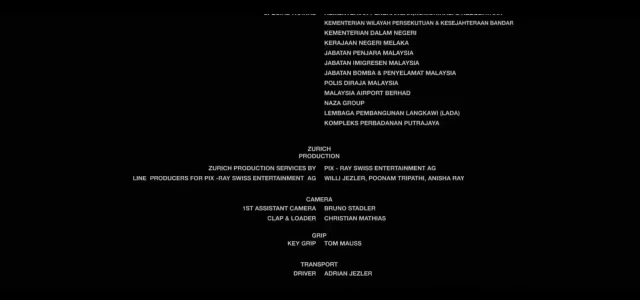 KEMENTERIAN WILAYAH PERSEKUTUAN & KESEJAHTERAAN BANDAR
KEMENTERIAN DALAM NEGERI
KERAJAAN NEGERI MELAKA
JABATAN PENJARA MALAYSIA
JABATAN IMIGRESEN MALAYSIA
JABATAN BOMBA & PENYELAMAT MALAYSIA
POLIS DIRAJA MALAYSIA
MALAYSIA AIRPORT BERHAD
NAZA GROUP
LEMBAGA PEMBANGUNAN LANGKAWI (LADA)
KOMPLEKS PERBADANAN PUTRAJAYA
ZURICH
PRODUCTION
ZURICH PRODUCTION SERVICES BY PIX - RAY SWISS ENTERTAINMENT AG
LINE PRODUCERS FOR PIX -RAY SWISS ENTERTAINMENT AG WILLI JEZLER, POONAM TRIPATHI, ANISHA RAY
CAMERA
1ST ASSISTANT CAMERA BRUNO STADLER
CLAP & LOADER CHRISTIAN MATHIAS
GRIP
KEY GRIP TOM MAUSS
TRANSPORT
DRIVER ADRIAN JEZLER